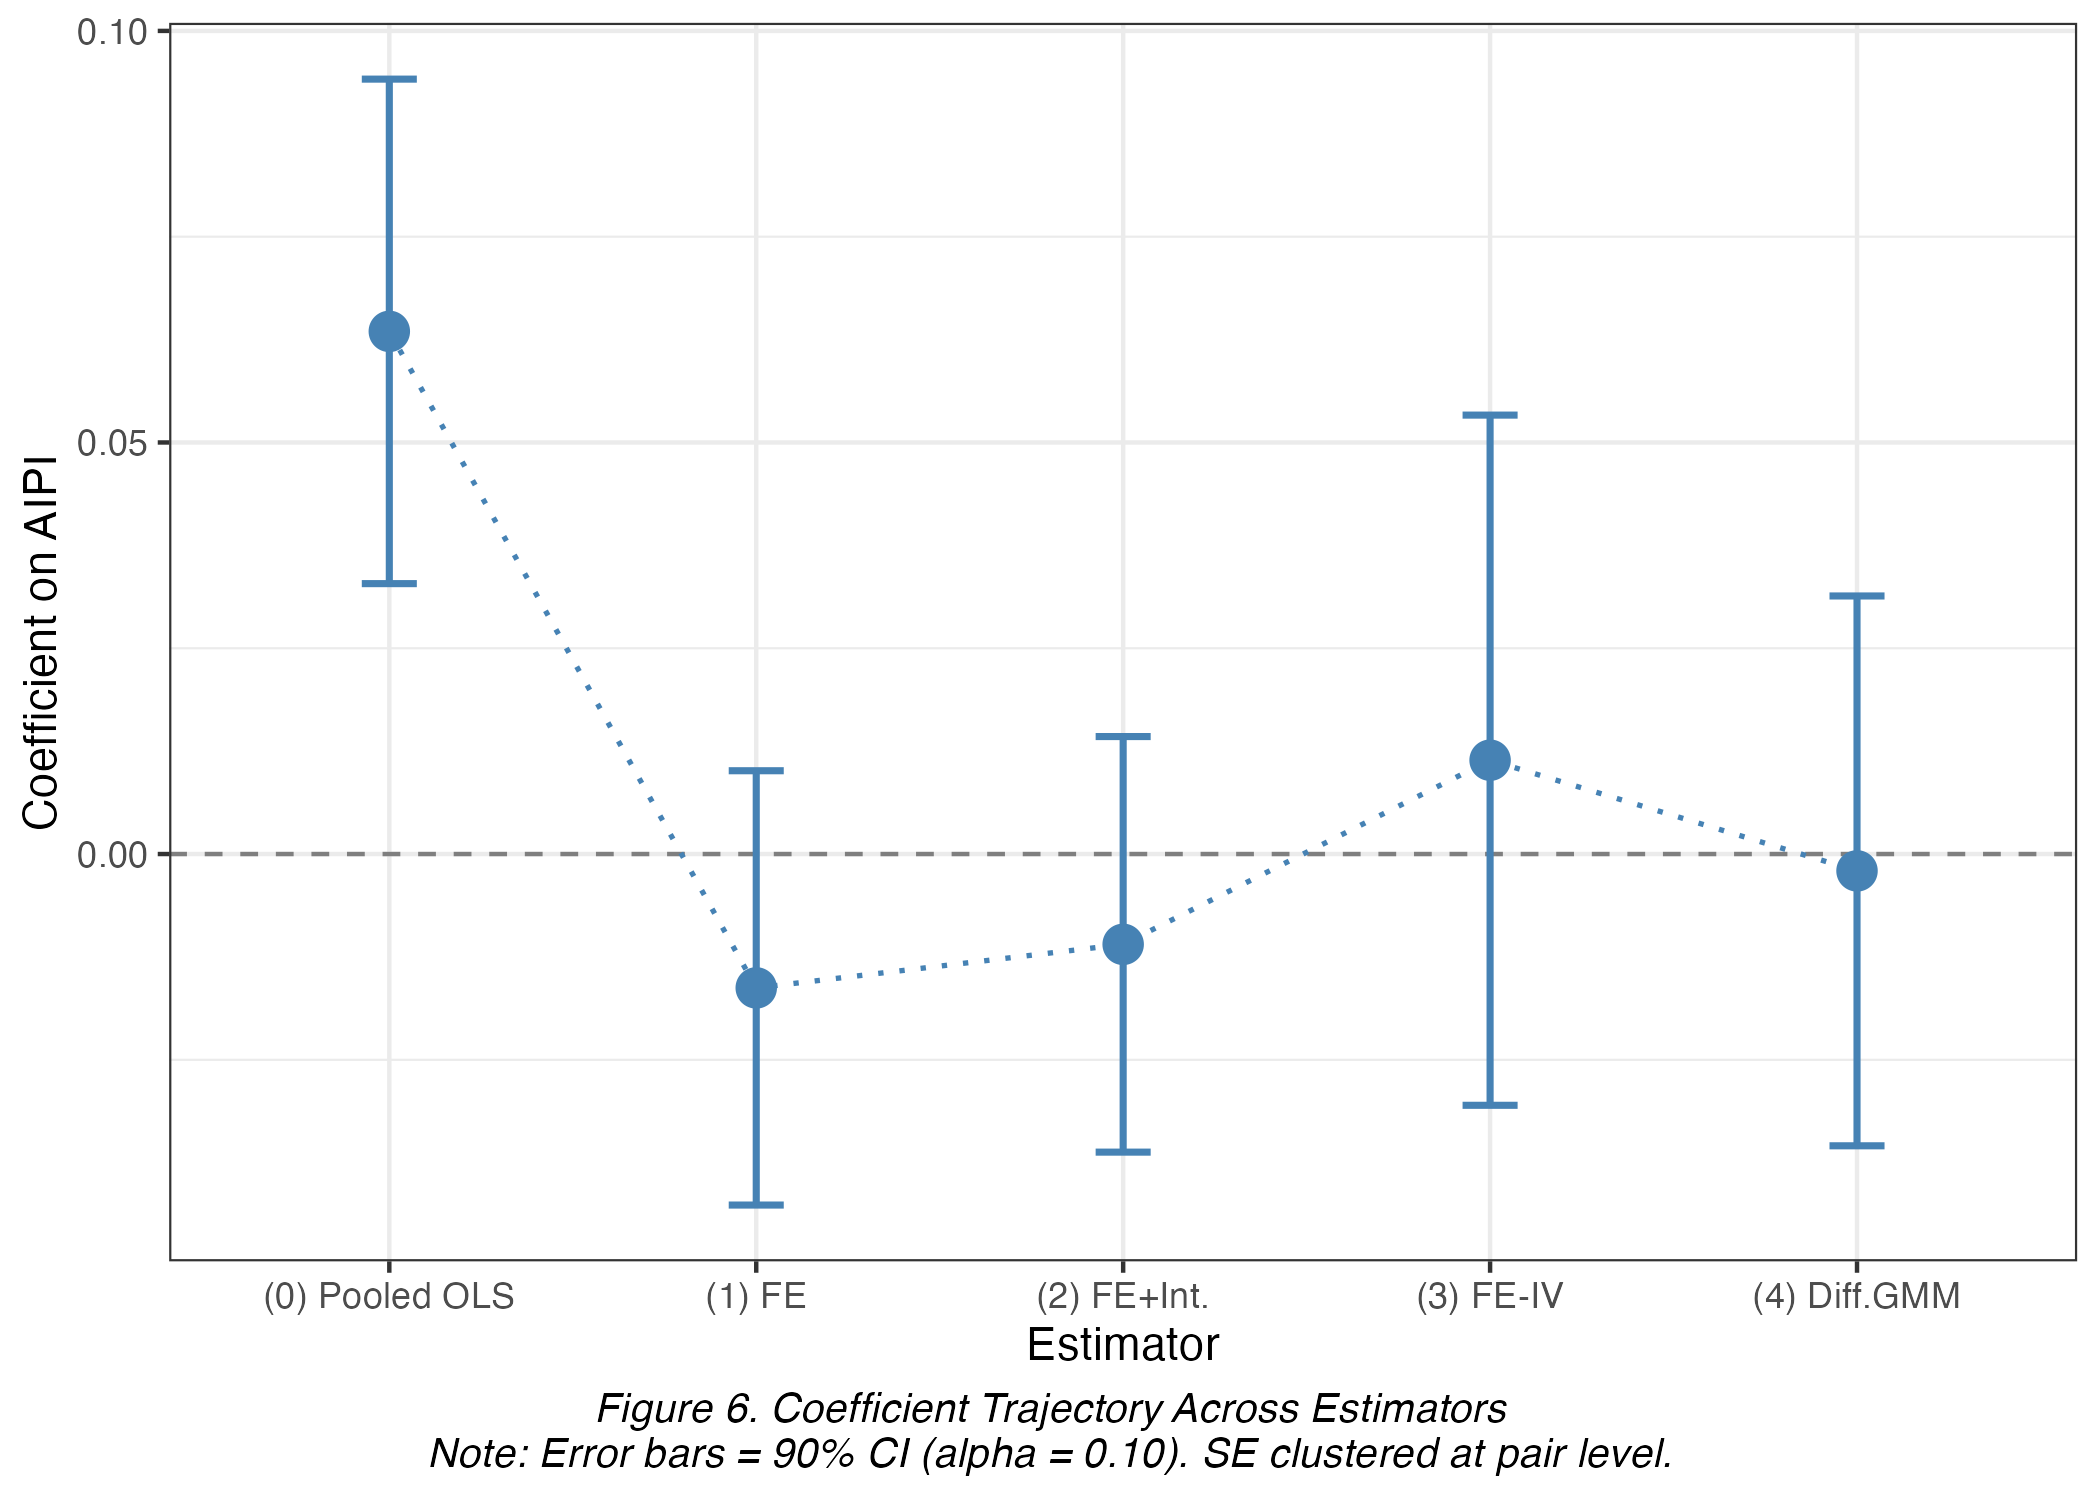 0.10
0.05
0.00
Coefficient on AIPI
(0) Pooled OLS
(1) FE
(2) FE+Int.
(3) FE-IV
(4) Diff.GMM
Estimator
Figure 6. Coefficient Trajectory Across Estimators
Note: Error bars = 90% CI (alpha = 0.10). SE clustered at pair level.